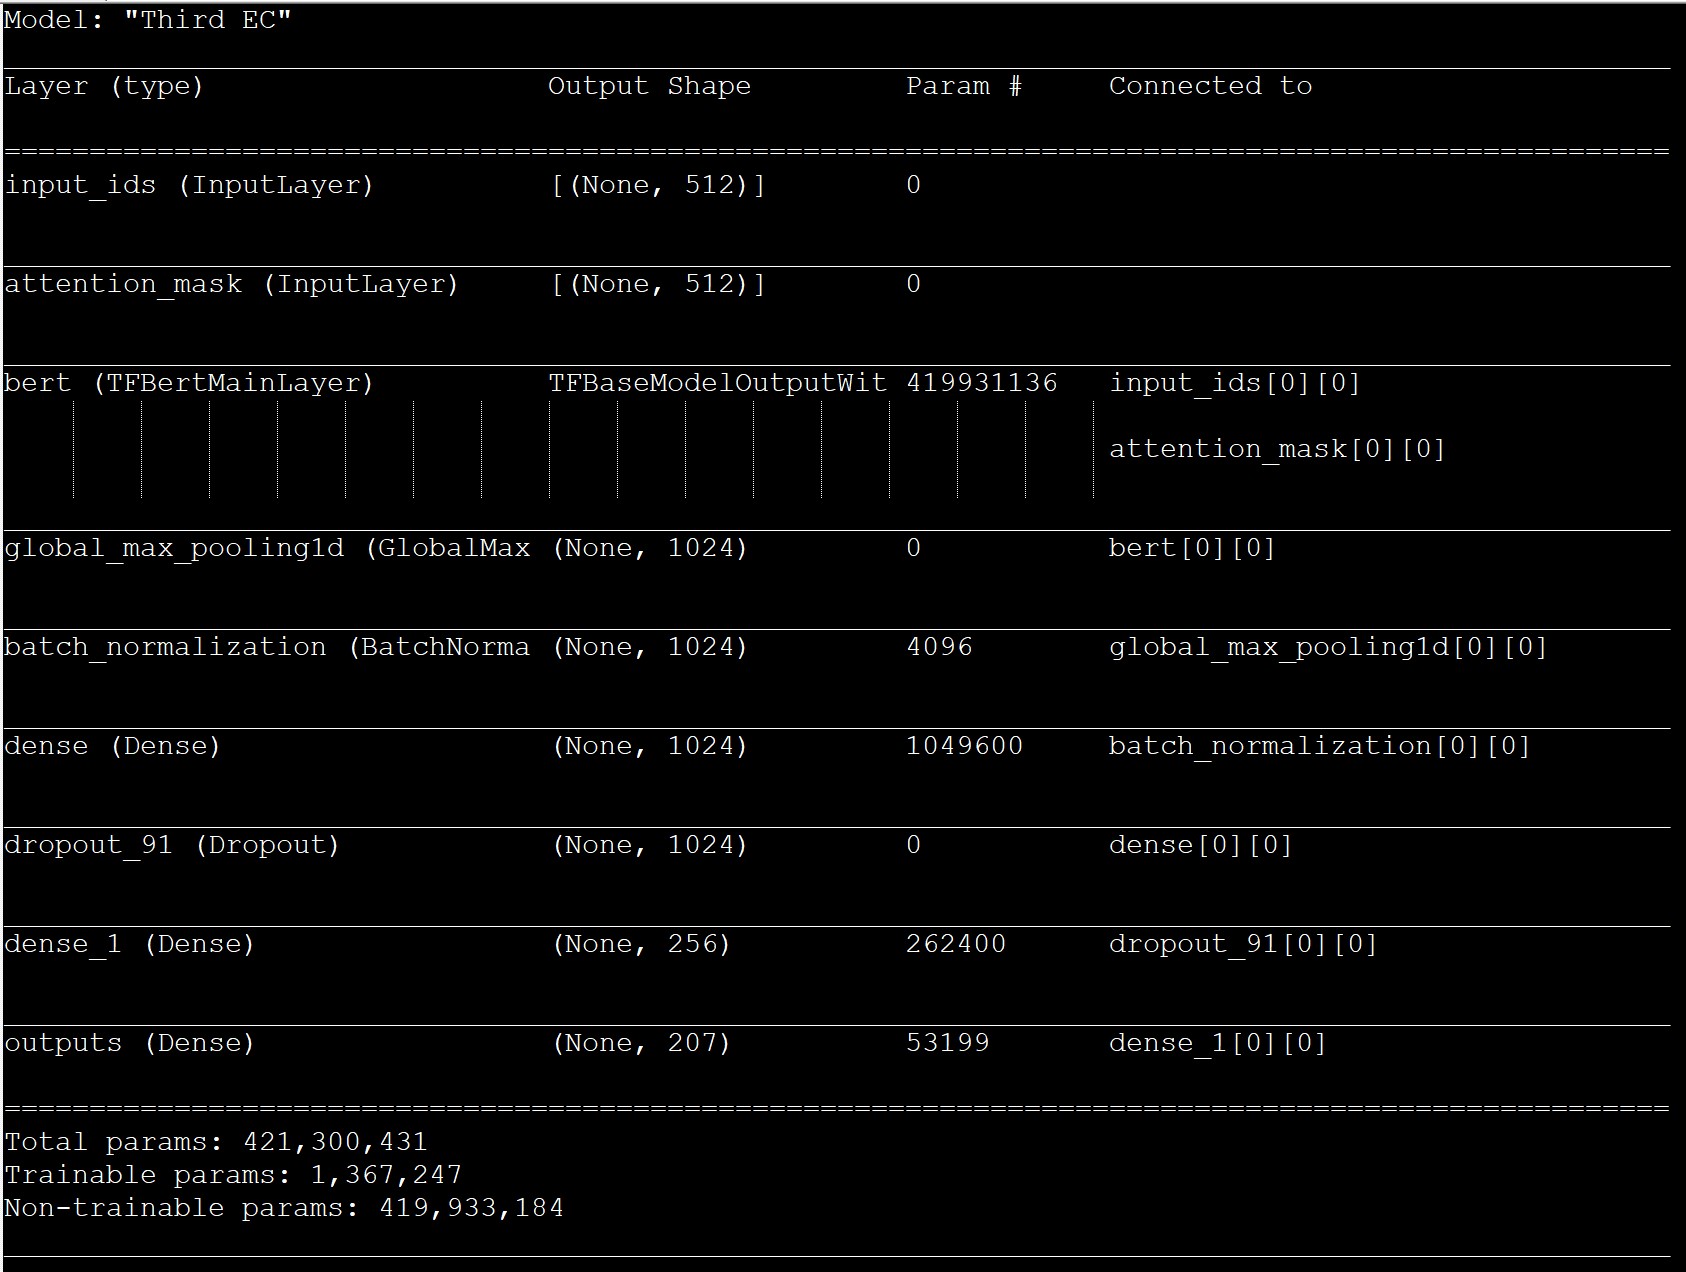 Model: "Third EC"
Layer (type) Output Shape Param # Connected to
input_ids (InputLayer) [(None, 512)] 0
attention_mask (InputLayer) [(None, 512)] 0
bert (TFBertMainLayer) TFBaseModelOutputWit 419931136 input_ids[0][0]
attention_mask[0][0]
global_max_pooling1d (GlobalMax (None, 1024) 0 bert[0][0]
batch_normalization (BatchNorma (None, 1024) 4096 global_max_pooling1d[0][0]
dense (Dense) (None, 1024) 1049600 batch_normalization[0][0]
dropout_91 (Dropout) (None, 1024) 0 dense[0][0]
dense_1 (Dense) (None, 256) 262400 dropout_91[0][0]
outputs (Dense) (None, 207) 53199 dense_1[0][0]
Total params: 421,300,431
Trainable params: 1,367,247
Non-trainable params: 419,933,184